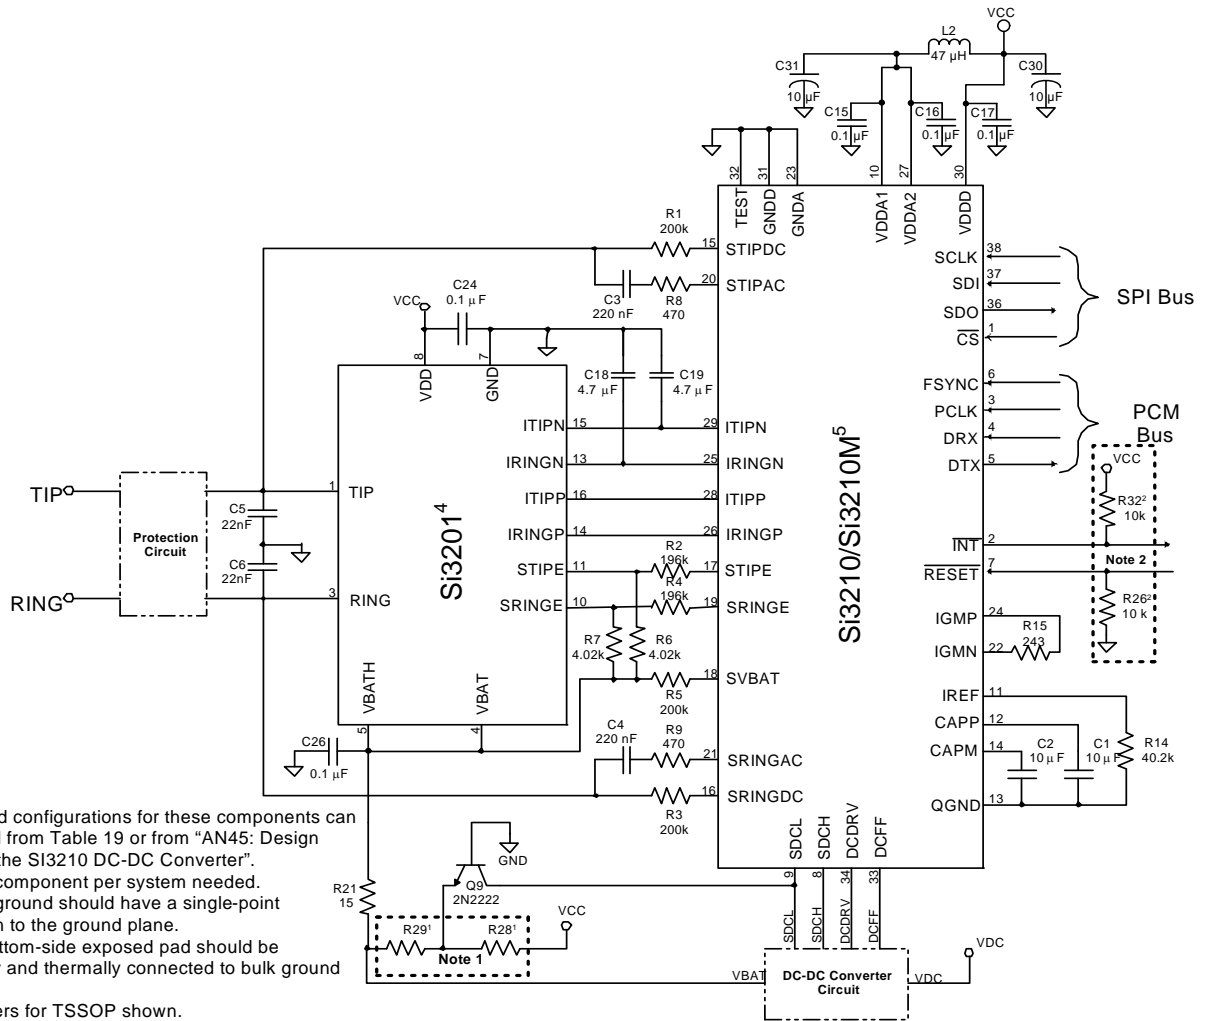 VCC
L2
47 µH
C31
10 µF
C30
10 µF
C15
0.1 µF
C16
0.1 µF
C17
0.1 µF
32
31
23
10
27
30
TEST
GNDD
GNDA
VDDA1
VDDA2
VDDD
R1
200k
15
STIPDC
C3
220 nF
R8
470
20
STIPAC
SCLK
38
SDI
37
SDO
36
CS
1
SPI Bus
VCC
C24
0.1 µF
8
7
VDD
GND
C18
4.7 µF
C19
4.7 µF
FSYNC
6
PCLK
3
DRX
4
DTX
5
PCM
Bus
ITIPN
15
29
ITIPN
IRINGN
13
25
IRINGN
ITIPP
16
28
ITIPP
IRINGP
14
26
IRINGP
STIPE
11
R2
196k
17
STIPE
SRINGE
10
R4
196k
19
SRINGE
R7
4.02k
R6
4.02k
18
SVBAT
R5
200k
Si3201⁴
Si3210/Si3210M⁵
TIP
RING
Protection
Circuit
C5
22nF
C6
22nF
1
TIP
3
RING
VBATH
VBAT
5
4
C26
0.1 µF
C4
220 nF
R9
470
21
SRINGAC
16
SRINGDC
R3
200k
VCC
R32²
10k
INT
2
Note 2
RESET
7
R26²
10 k
IGMP
24
R15
243
IGMN
22
IREF
11
CAPP
12
CAPM
14
C2
10 µF
C1
10 µF
R14
40.2k
QGND
13
SDCL
SDCH
DCDRV
DCFF
9
8
34
33
SDCL
SDCH
DCDRV
DCFF
GND
Q9
2N2222
R21
15
R29¹
R28¹
Note 1
VCC
VBAT
DC-DC Converter
Circuit
VDC
VDC
d configurations for these components can
from Table 19 or from “AN45: Design
the SI3210 DC-DC Converter”.
component per system needed.
ground should have a single-point
to the ground plane.
exposed pad should be
and thermally connected to bulk ground
for TSSOP shown.